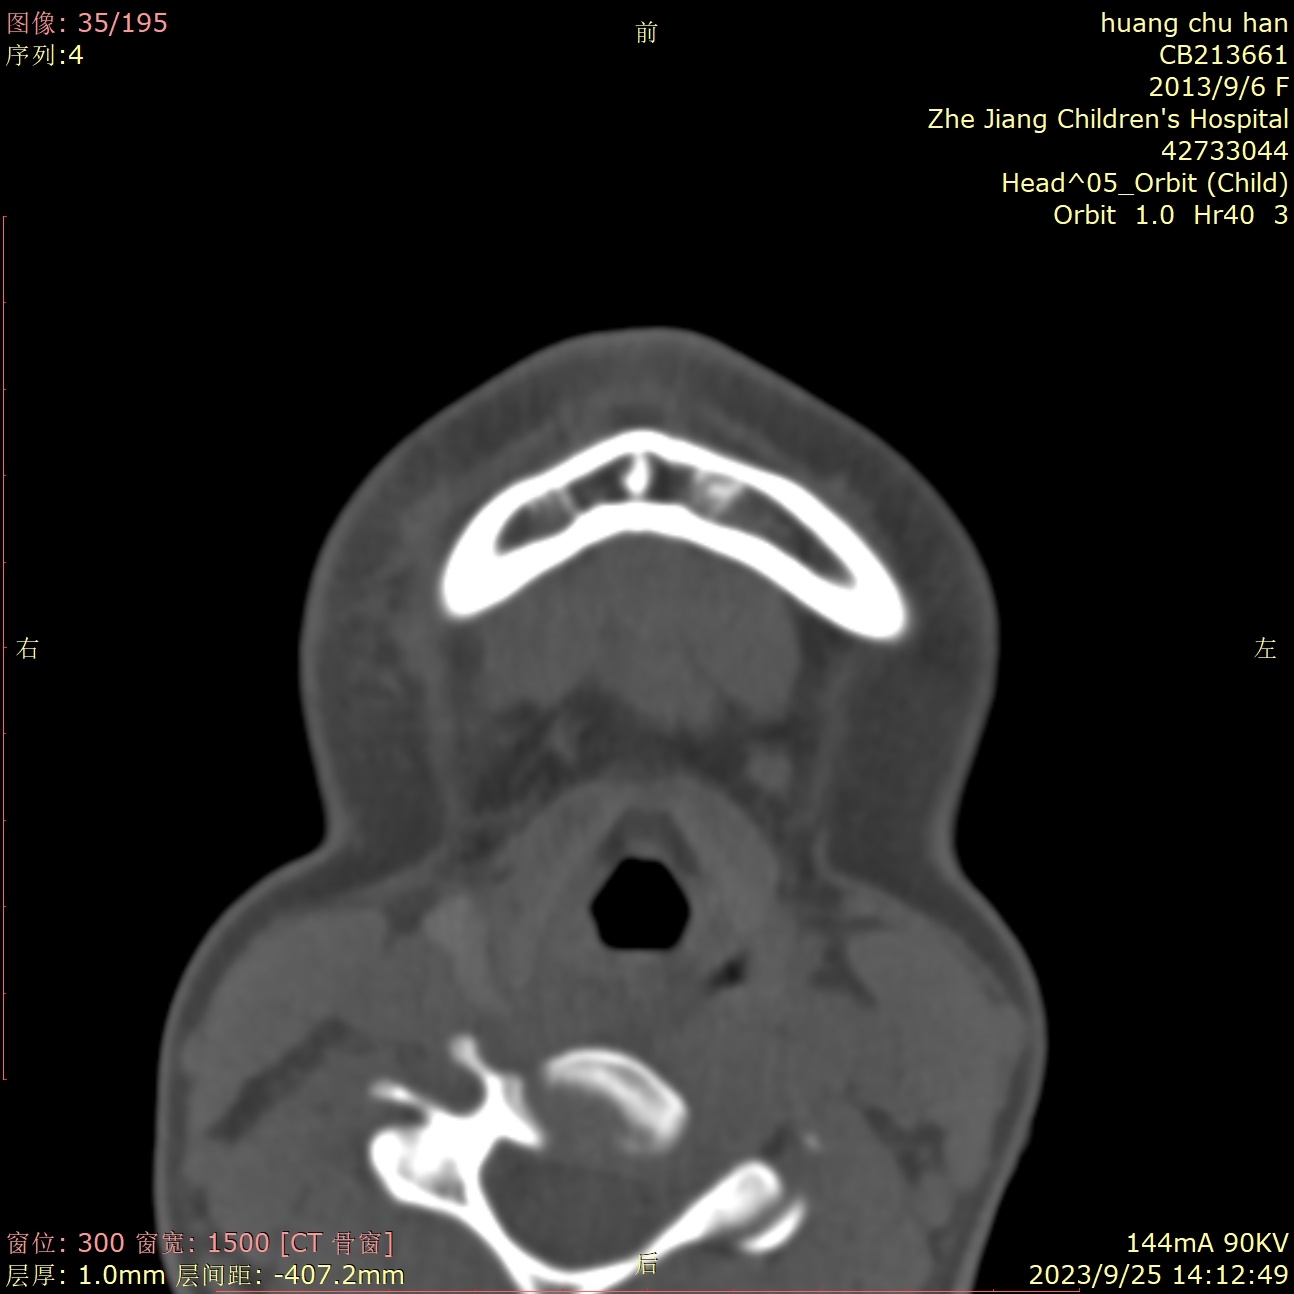 图像: 35/195
序列:4
前
huang chu han
CB213661
2013/9/6 F
Zhe Jiang Children's Hospital
42733044
Head^05_Orbit (Child)
Orbit 1.0 Hr40 3
右
左
窗位: 300 窗宽: 1500 [CT 骨窗]
层厚: 1.0mm 层间距: -407.2mm
后
144mA 90KV
2023/9/25 14:12:49